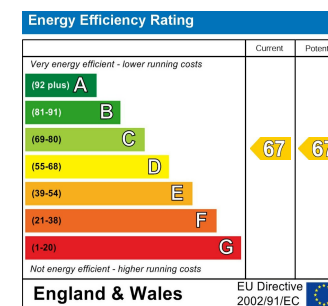 Energy Efficiency Rating
Current Potent
Very energy efficient - lower running costs
(92 plus) A
(81-91) B
(69-80) C
(55-68) D
(39-54) E
(21-38) F
(1-20) G
67 67
Not energy efficient - higher running costs
England & Wales
EU Directive
2002/91/EC